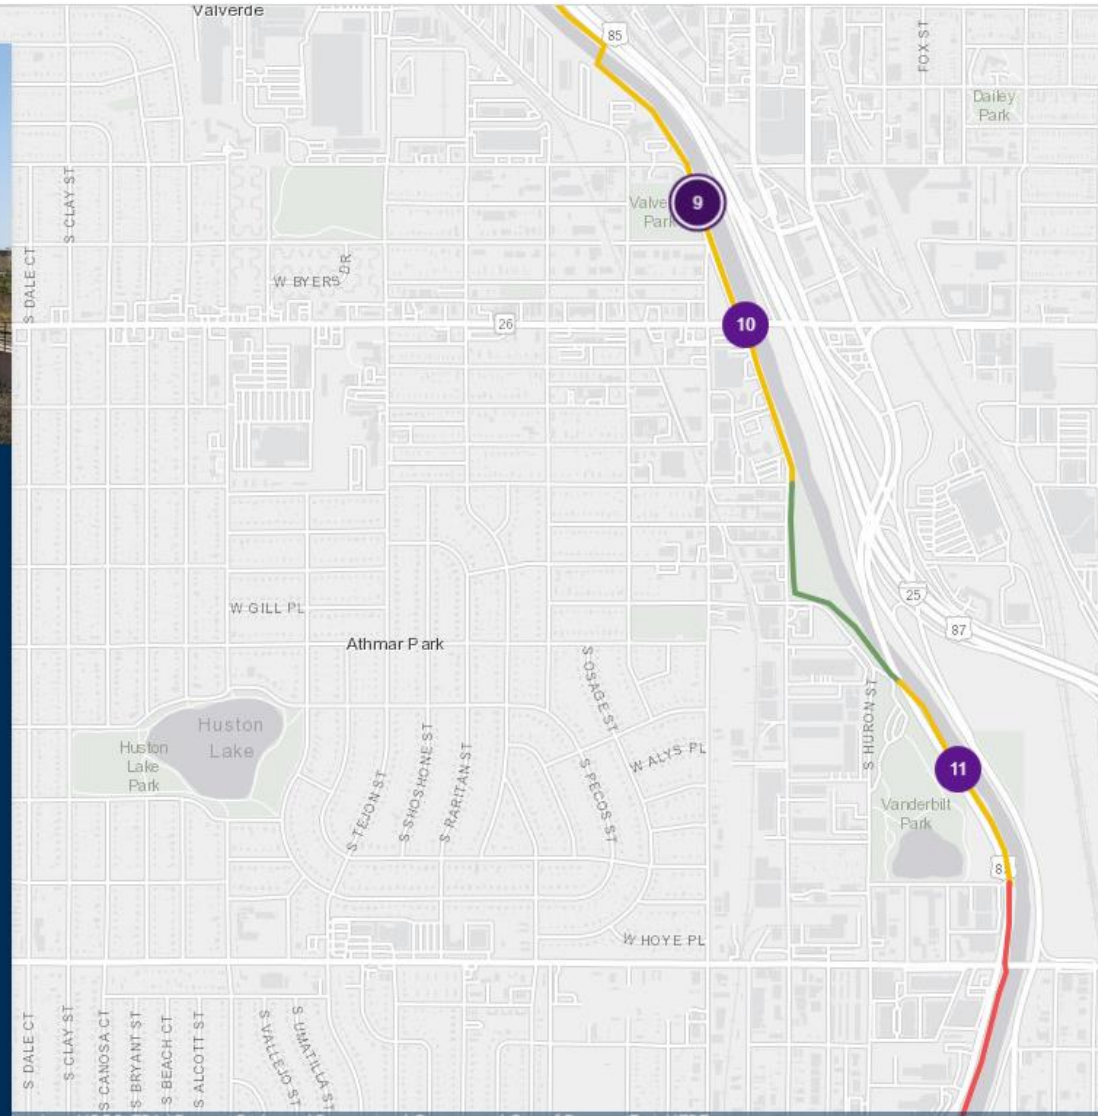 Valverde
85
FOX ST
Dailey
Park
S CLAY ST
Park
9
S DALE CT
W BYERS DR
26
10
W GILL PL
25
87
Athmar Park
S OSAGE ST
S HURON ST
Huston
Lake
Huston
Lake
Park
W ALYS PL
S TEJON ST
S SHOSHONE ST
S RARITAN ST
S PECOS ST
11
Vanderbilt
Park
W HOYE PL
S DALE CT
S CLAY ST
S CANOSA CT
S BRYANT ST
S BEACH CT
S ALCOTT ST
S VALLEJO ST
S UMATILLA ST